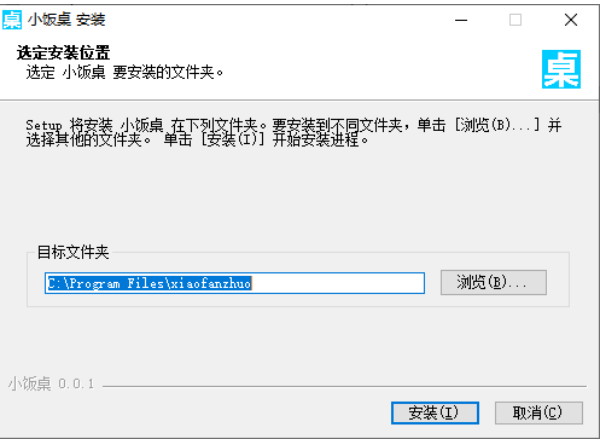 桌 小饭桌 安装
选定安装位置
选定 小饭桌 要安装的文件夹。
桌
Setup 将安装 小饭桌 在下列文件夹。要安装到不同文件夹，单击 [浏览(B)...] 并
选择其他的文件夹。 单击 [安装(I)] 开始安装进程。
目标文件夹
C:\Program Files\xiaofanzhuo
浏览(B)...
小饭桌 0.0.1
安装(I)
取消(C)